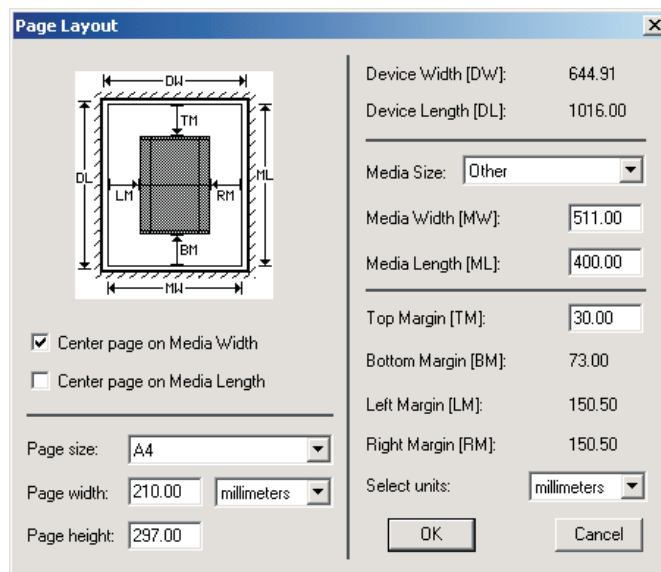 Page Layout
DW
TM
DL
ML
LM
RM
BM
MW
Center page on Media Width
Center page on Media Length
Page size: A4
Page width: 210.00 millimeters
Page height: 297.00
Device Width [DW]: 644.91
Device Length [DL]: 1016.00
Media Size: Other
Media Width [MW]: 511.00
Media Length [ML]: 400.00
Top Margin [TM]: 30.00
Bottom Margin [BM]: 73.00
Left Margin [LM]: 150.50
Right Margin [RM]: 150.50
Select units: millimeters
OK Cancel